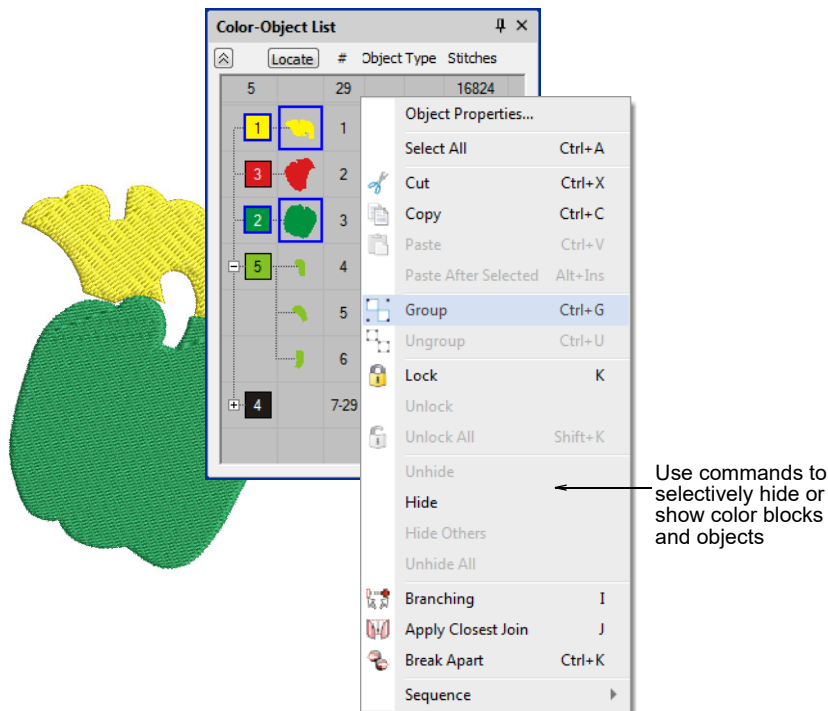 Color-Object List
Locate # Object Type Stitches
5 29 16824
1 1
3 2
2 3
5 4
5
6
4 7-29
Object Properties...
Select All Ctrl+A
Cut Ctrl+X
Copy Ctrl+C
Paste Ctrl+V
Paste After Selected Alt+Ins
Group Ctrl+G
Ungroup Ctrl+U
Lock K
Unlock
Unlock All Shift+K
Unhide
Hide
Hide Others
Unhide All
Branching I
Apply Closest Join J
Break Apart Ctrl+K
Sequence
Use commands to
selectively hide or
show color blocks
and objects